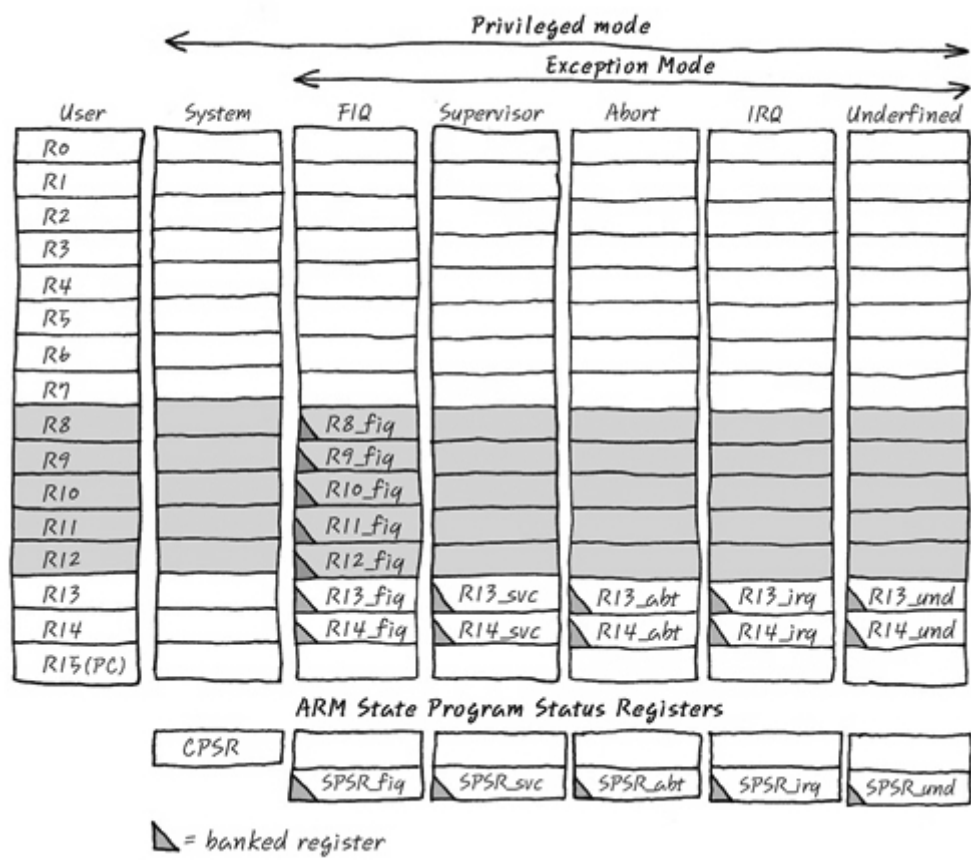 Privileged mode
Exception Mode
User System FIQ Supervisor Abort IRQ Underfined
R0
R1
R2
R3
R4
R5
R6
R7
R8 R8_fiq
R9 R9_fiq
R10 R10_fiq
R11 R11_fiq
R12 R12_fiq
R13 R13_fiq R13_svc R13_abt R13_irq R13_und
R14 R14_fiq R14_svc R14_abt R14_irq R14_und
R15(PC)
ARM State Program Status Registers
CPSR
SPSR_fiq SPSR_svc SPSR_abt SPSR_irq SPSR_und
= banked register